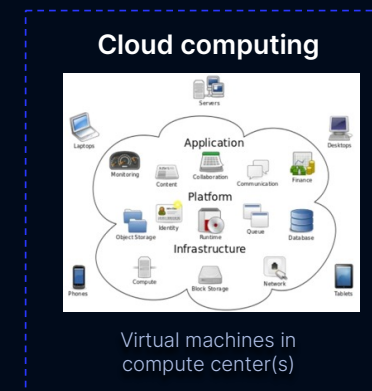 Cloud computing
Servers
Application
Laptops
Desktops
Monitoring
Content
Collaboration
Communication
Finance
Platform
Object Storage
Identity
Runtime
Queue
Database
Infrastructure
Compute
Block Storage
Network
Phones
Tablets
Virtual machines in
compute center(s)